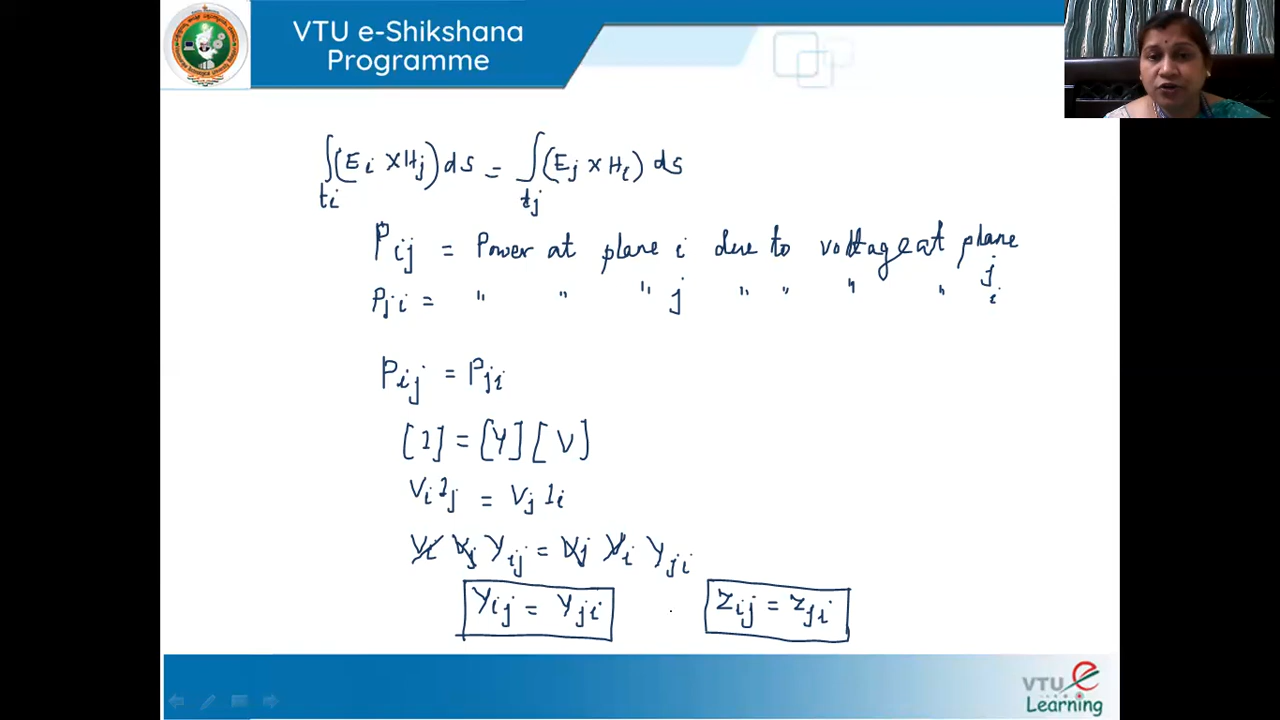 VTU e-Shikshana
Programme
∫(Ei × Hj) ds = ∫(Ej × Hi) ds
ti tj
Pij = Power at plane i due to voltage at plane j
Pji = " " " j " " " " i
Pij = Pji
[I] = [Y] [V]
Vi Ij = Vj Ii
Vi Vj Yij = Vj Vi Yji
Yij = Yji Zij = Zji
VTU e
Learning